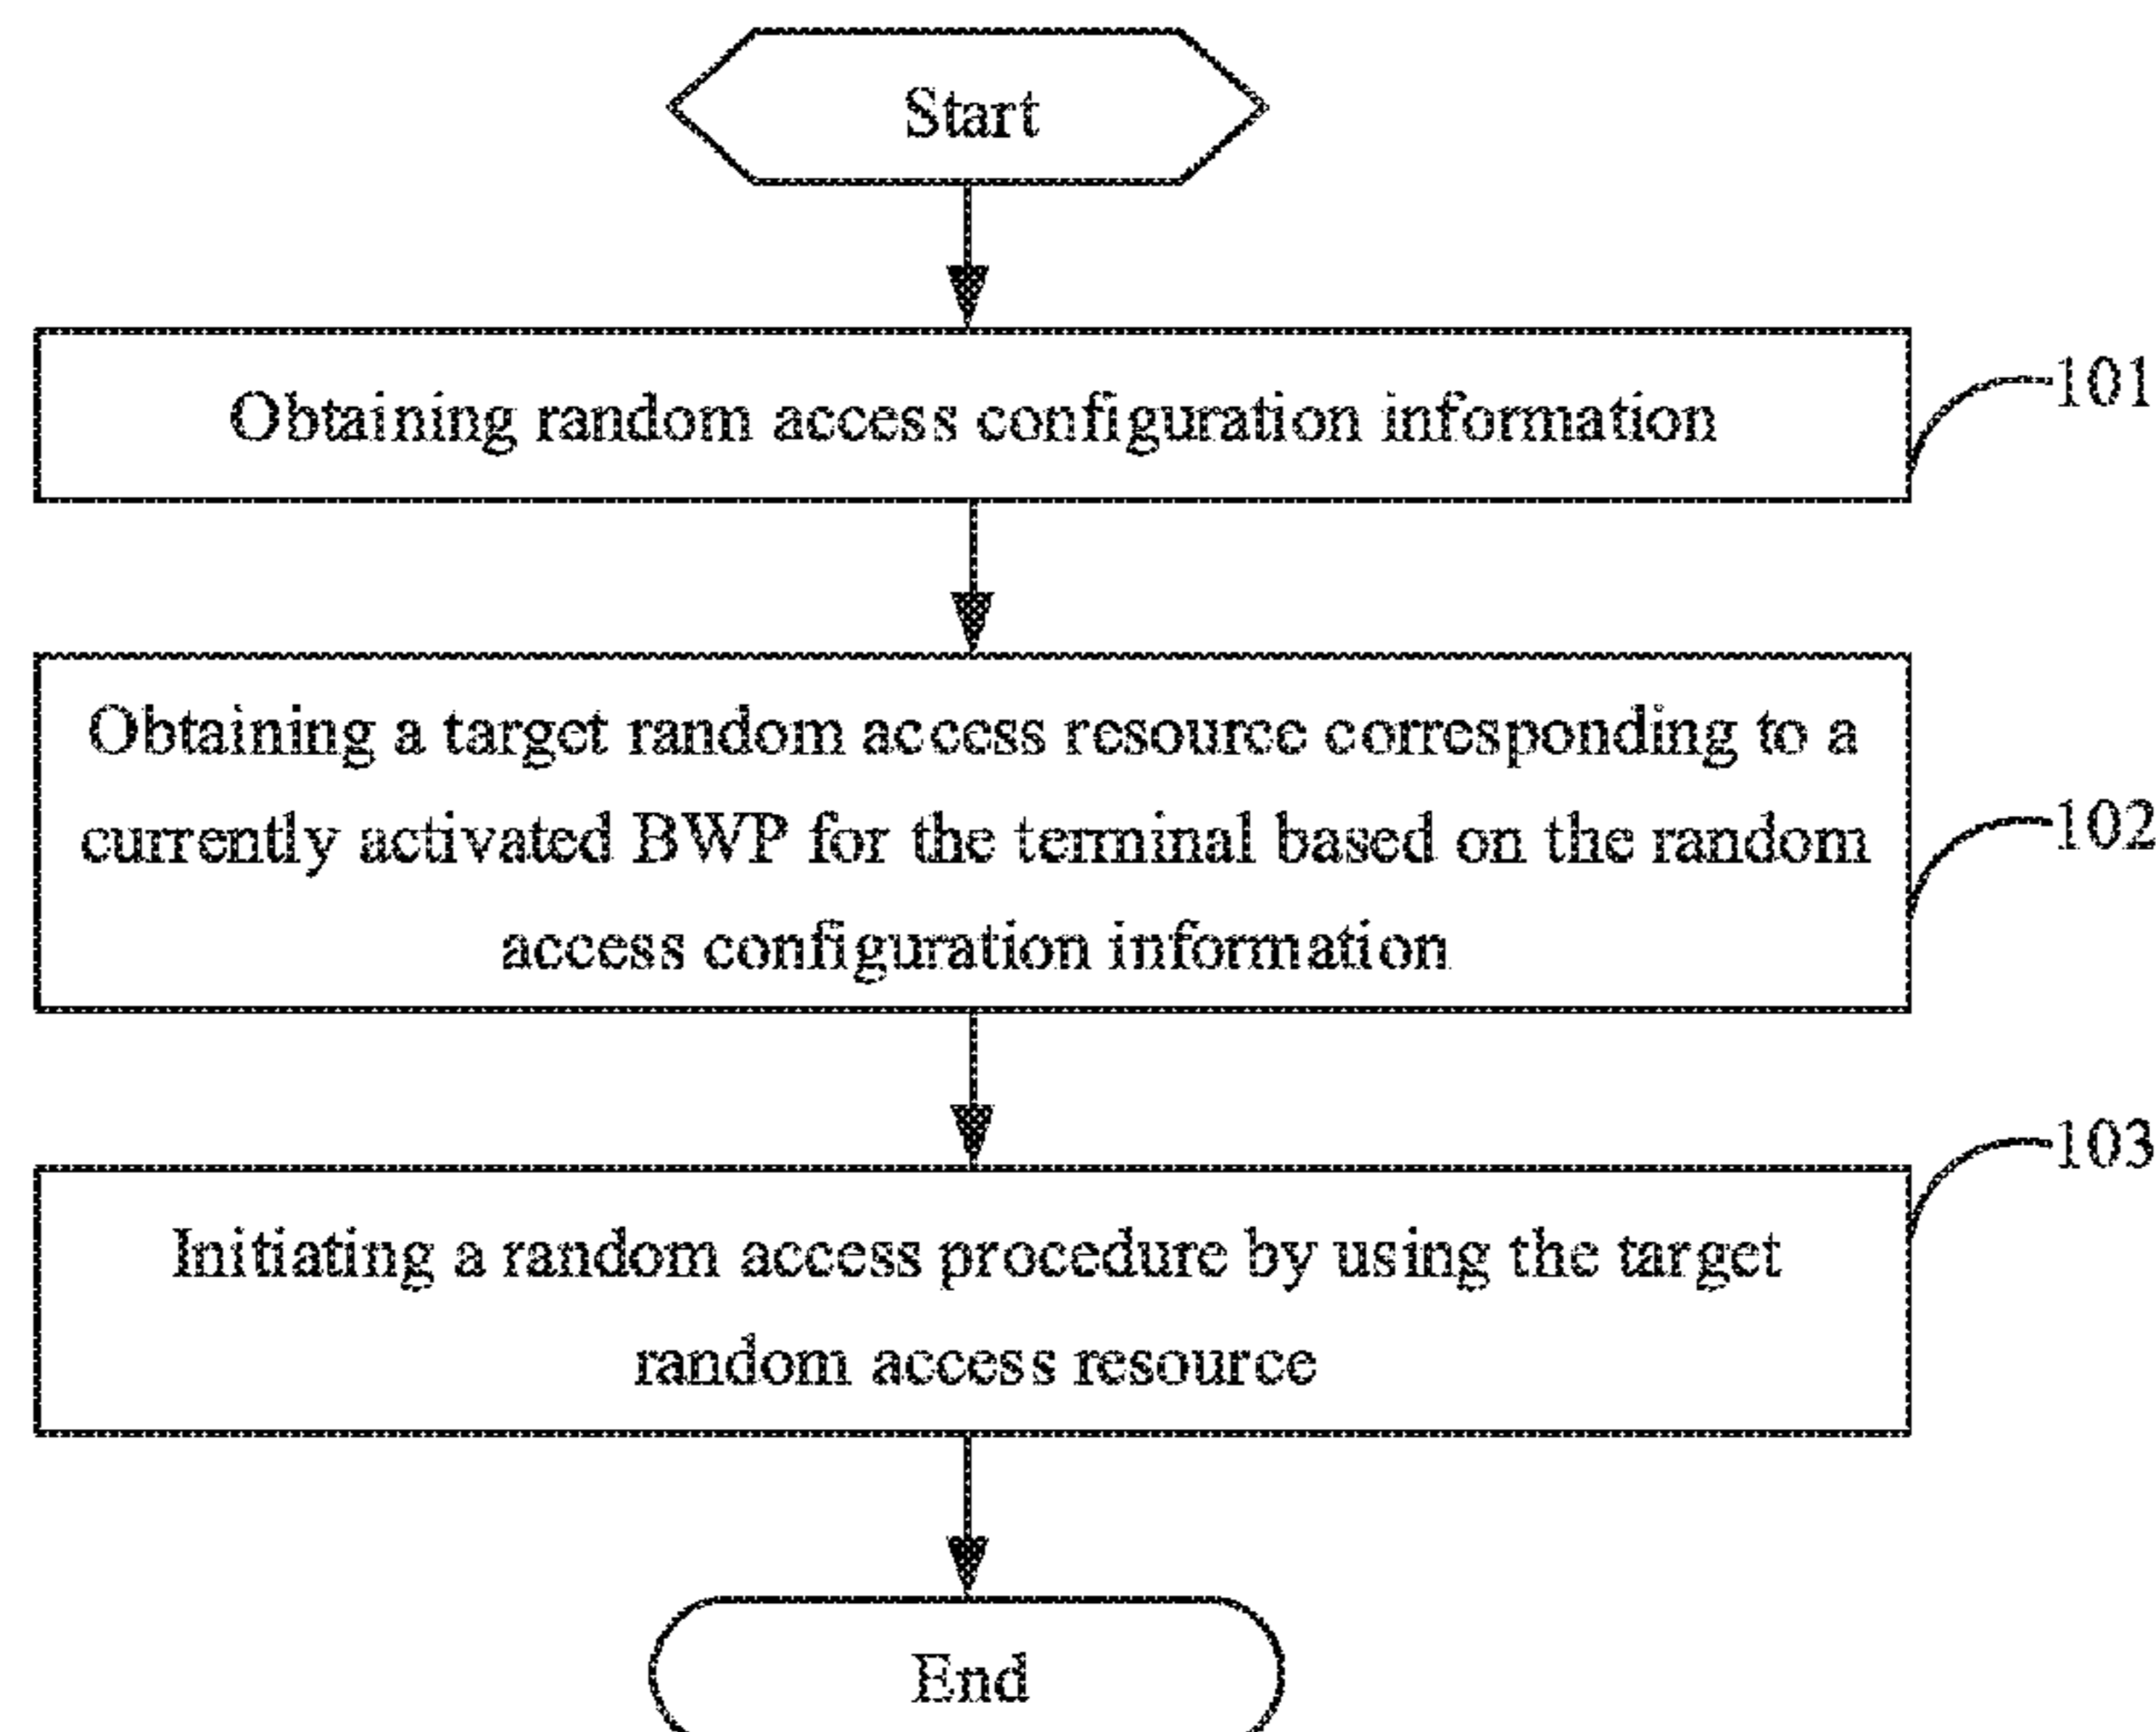 Start
Obtaining random access configuration information
101
Obtaining a target random access resource corresponding to a
currently activated BWP for the terminal based on the random
access configuration information
102
103
Initiating a random access procedure by using the target
random access resource
End